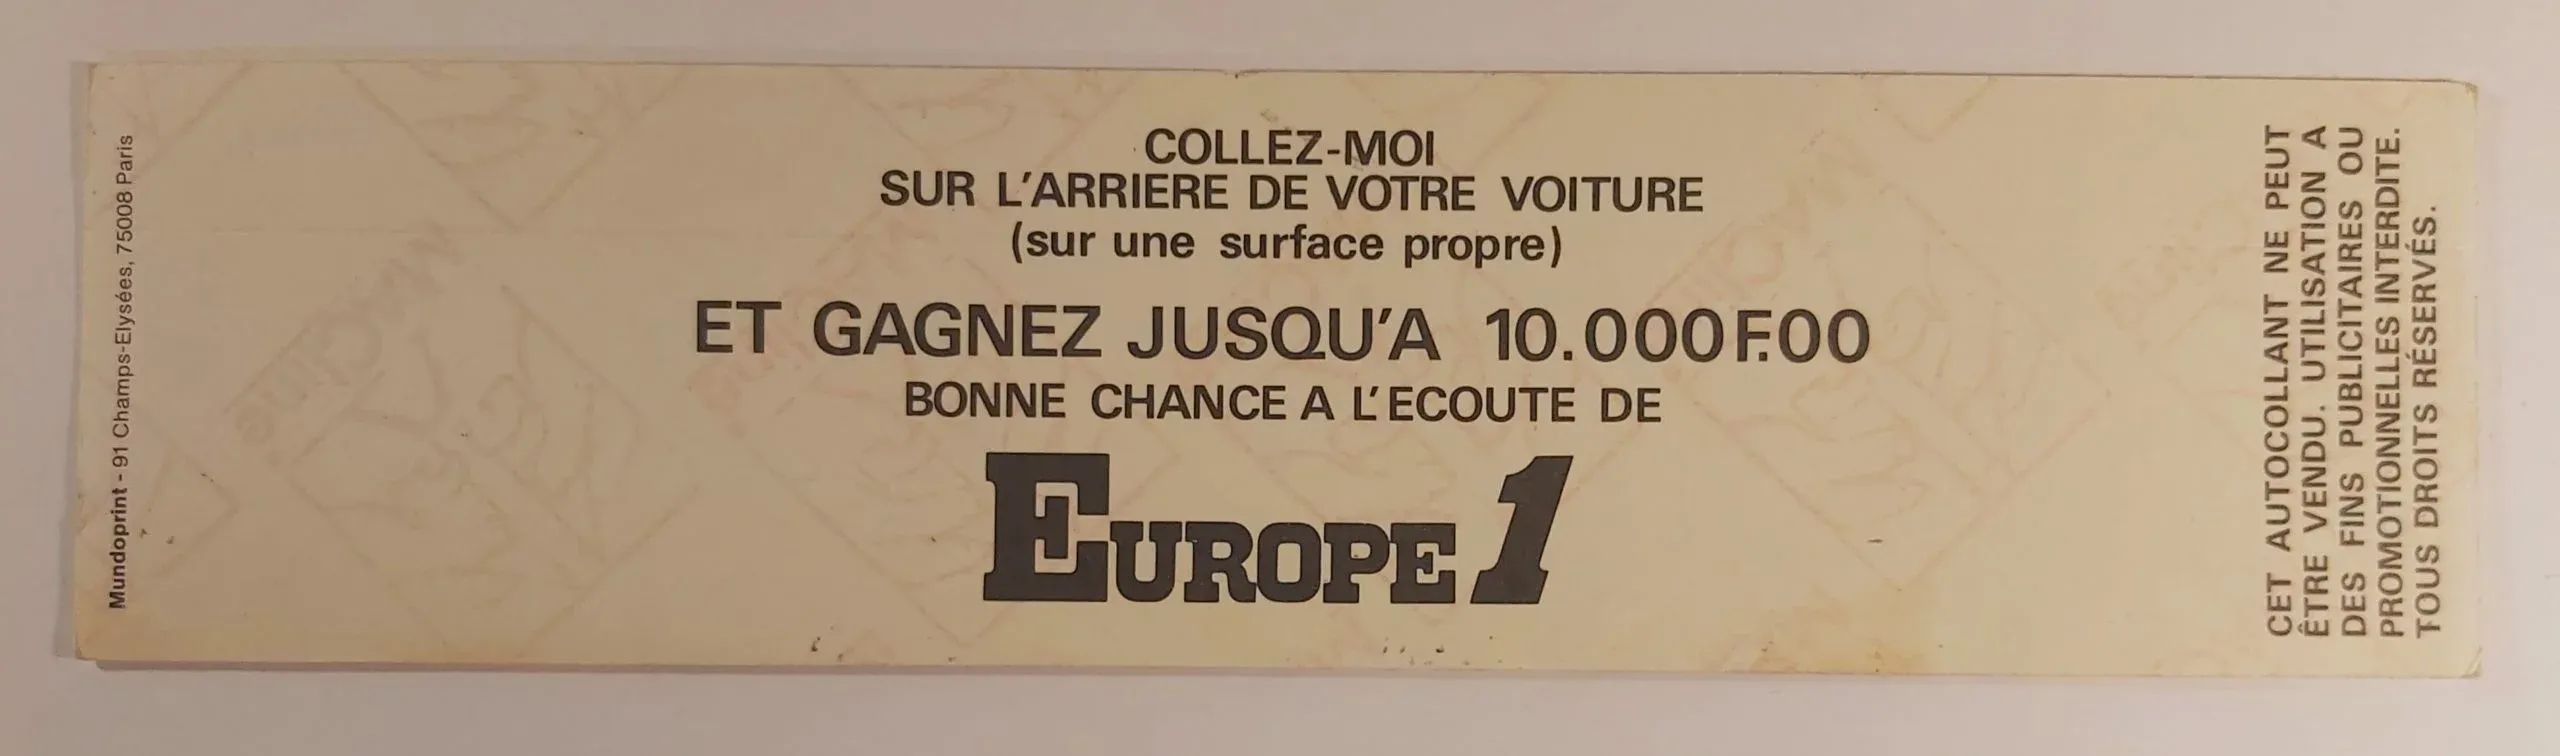 Mundoprint - 91 Champs-Elysées, 75008 Paris
COLLEZ-MOI
SUR L'ARRIERE DE VOTRE VOITURE
(sur une surface propre)
ET GAGNEZ JUSQU'A 10.000F.00
BONNE CHANCE A L'ECOUTE DE
EUROPE 1
CET AUTOCOLLANT NE PEUT
ÊTRE VENDU. UTILISATION A
DES FINS PUBLICITAIRES OU
PROMOTIONNELLES INTERDITE.
TOUS DROITS RÉSERVÉS.